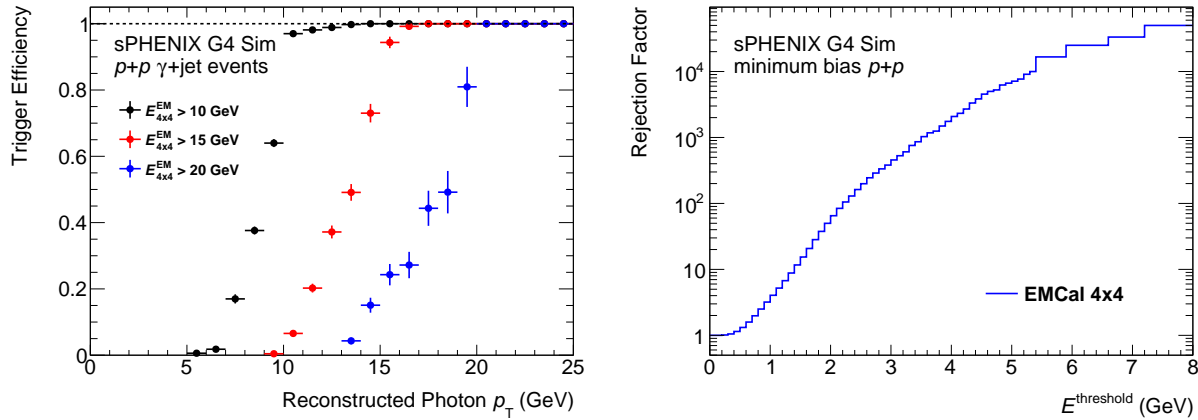 sPHENIX G4 Sim
p+p γ+jet events
E^EM_4x4 > 10 GeV
E^EM_4x4 > 15 GeV
E^EM_4x4 > 20 GeV
Trigger Efficiency
1
0.8
0.6
0.4
0.2
0
0 5 10 15 20 25
Reconstructed Photon p_T (GeV)
sPHENIX G4 Sim
minimum bias p+p
Rejection Factor
10^4
10^3
10^2
10
1
EMCal 4x4
0 1 2 3 4 5 6 7 8
E^threshold (GeV)